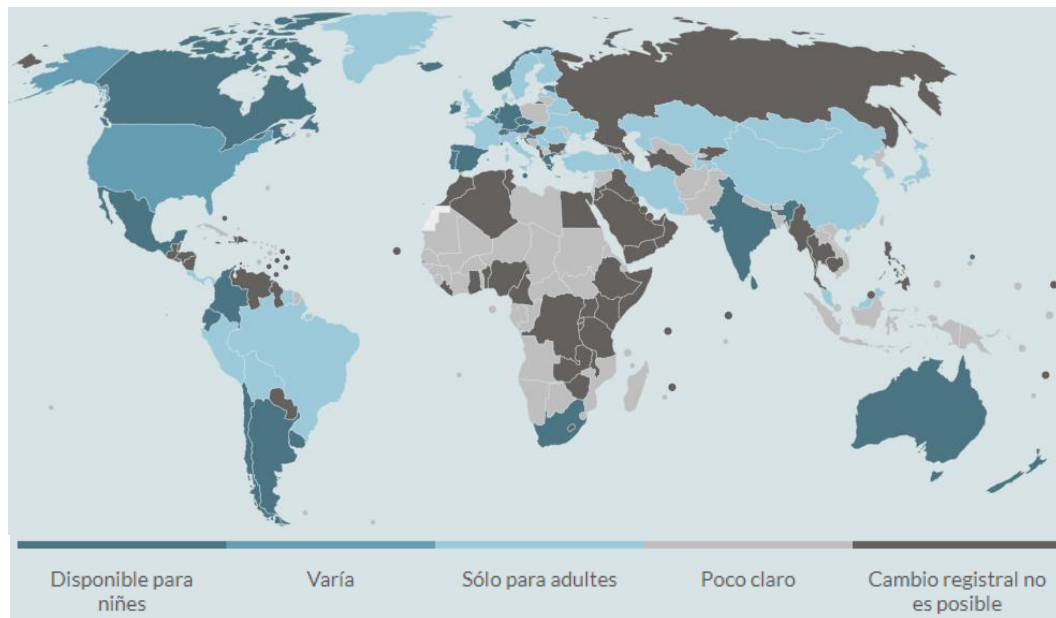 Disponible para
niñes
Varía
Sólo para adultes
Poco claro
Cambio registral no
es posible